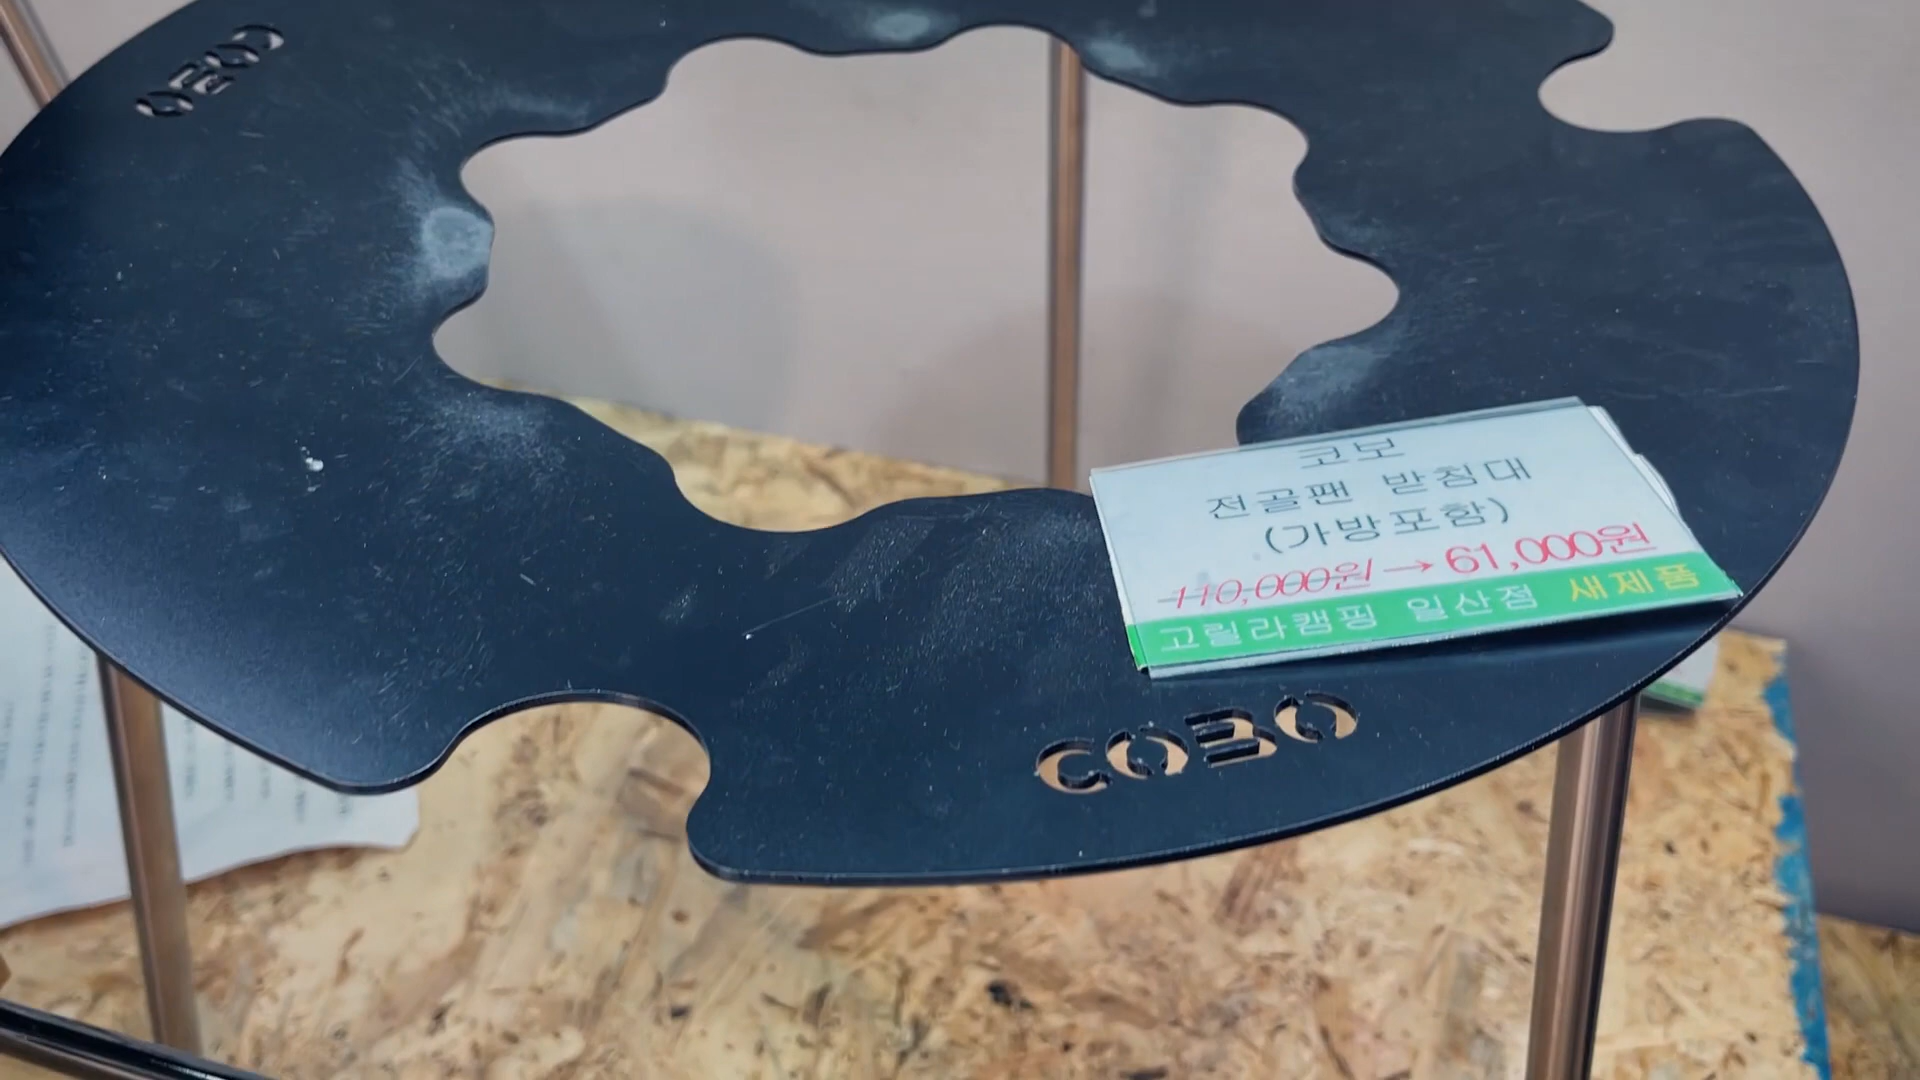 COBO
코보
전골팬 받침대
(가방포함)
110,000원 → 61,000원
고릴라캠핑 일산점 새제품
COBO